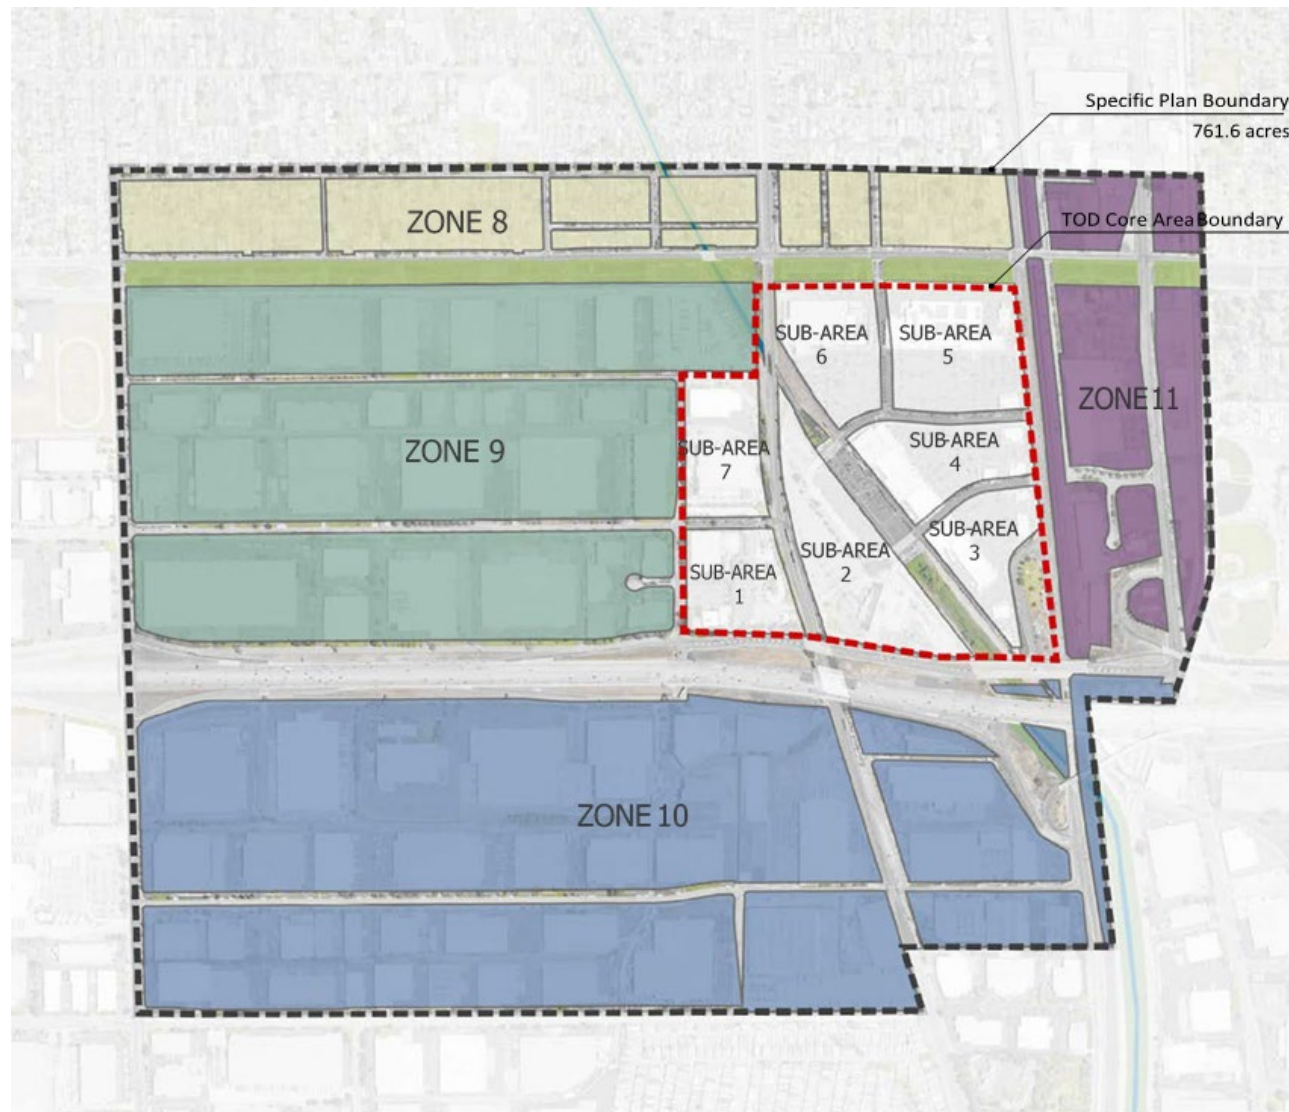 Specific Plan Boundary
761.6 acres
TOD Core Area Boundary
ZONE 8
SUB-AREA
6
SUB-AREA
5
ZONE 11
ZONE 9
SUB-AREA
7
SUB-AREA
4
SUB-AREA
3
SUB-AREA
2
SUB-AREA
1
ZONE 10